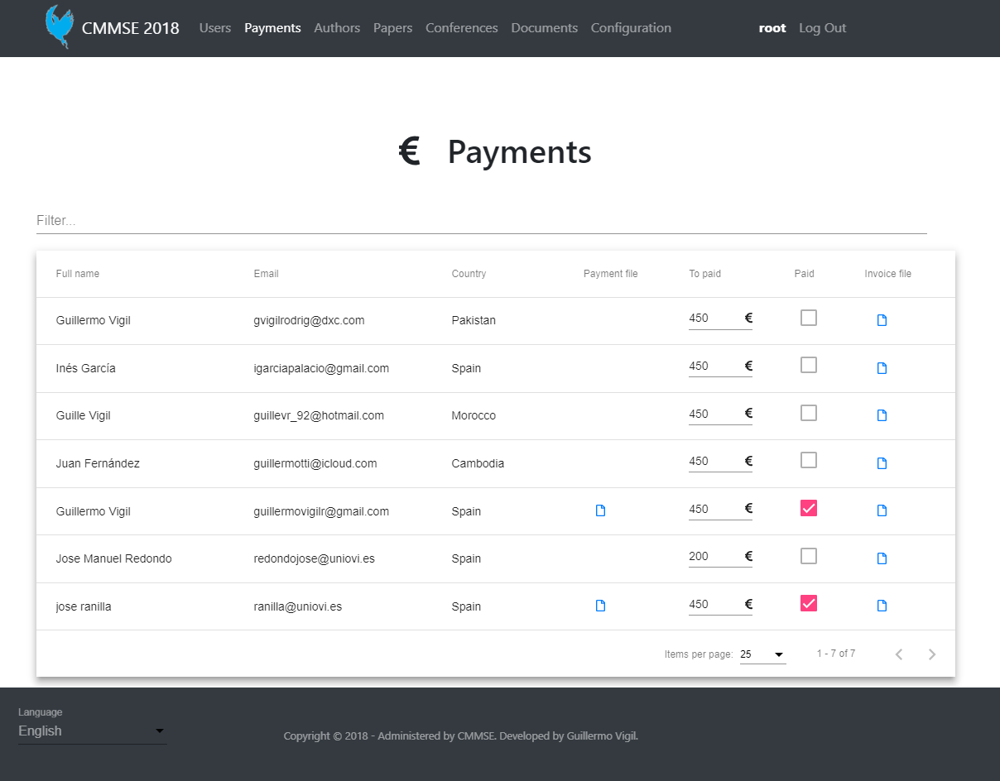 CMMSE 2018 Users Payments Authors Papers Conferences Documents Configuration root Log Out
€ Payments
Filter...
Full name Email Country Payment file To paid Paid Invoice file
Guillermo Vigil gvigilrodrig@dxc.com Pakistan 450 €
Inés García igarciapalacio@gmail.com Spain 450 €
Guille Vigil guillevr_92@hotmail.com Morocco 450 €
Juan Fernández guillermotti@icloud.com Cambodia 450 €
Guillermo Vigil guillermovigilr@gmail.com Spain 450 €
Jose Manuel Redondo redondojose@uniovi.es Spain 200 €
jose ranilla ranilla@uniovi.es Spain 450 €
Items per page: 25 1 - 7 of 7
Language
English
Copyright © 2018 - Administered by CMMSE. Developed by Guillermo Vigil.